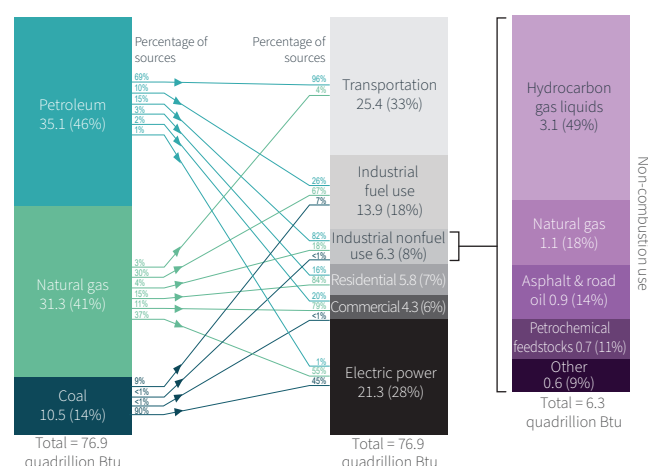 Percentage of
sources
Petroleum
35.1 (46%)
69%
10%
15%
3%
2%
1%
Natural gas
31.3 (41%)
3%
30%
4%
15%
11%
37%
Coal
10.5 (14%)
9%
<1%
<1%
90%
Total = 76.9
quadrillion Btu
Percentage of
sources
96%
4%
Transportation
25.4 (33%)
26%
67%
7%
Industrial
fuel use
13.9 (18%)
82%
18%
<1%
Industrial nonfuel
use 6.3 (8%)
16%
84%
Residential 5.8 (7%)
20%
79%
<1%
Commercial 4.3 (6%)
1%
55%
45%
Electric power
21.3 (28%)
Total = 76.9
quadrillion Btu
Hydrocarbon
gas liquids
3.1 (49%)
Natural gas
1.1 (18%)
Asphalt & road
oil 0.9 (14%)
Petrochemical
feedstocks 0.7 (11%)
Other
0.6 (9%)
Total = 6.3
quadrillion Btu
Non-combustion use